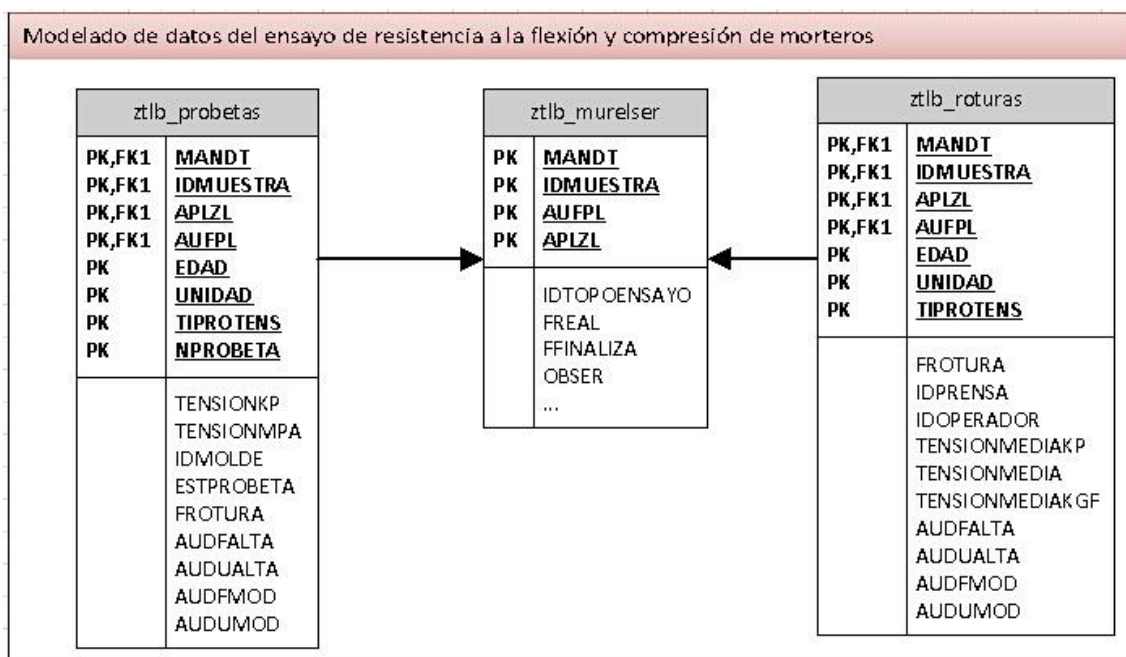 Modelado de datos del ensayo de resistencia a la flexión y compresión de morteros
ztlb_probetas
PK,FK1 MANDT
PK,FK1 IDMUESTRA
PK,FK1 APLZL
PK,FK1 AUFPL
PK EDAD
PK UNIDAD
PK TIPROTENS
PK NPROBETA
TENSIONKP
TENSIONMPA
IDMOLDE
ESTPROBETA
FROTURA
AUDFALTA
AUDUALTA
AUDFMOD
AUDUMOD
ztlb_murelser
PK MANDT
PK IDMUESTRA
PK AUFPL
PK APLZL
IDTOPOENSAYO
FREAL
FFINALIZA
OBSER
...
ztlb_roturas
PK,FK1 MANDT
PK,FK1 IDMUESTRA
PK,FK1 APLZL
PK,FK1 AUFPL
PK EDAD
PK UNIDAD
PK TIPROTENS
FROTURA
IDPRENSA
IDOPERADOR
TENSIONMEDIAKP
TENSIONMEDIA
TENSIONMEDIAKGF
AUDFALTA
AUDUALTA
AUDFMOD
AUDUMOD